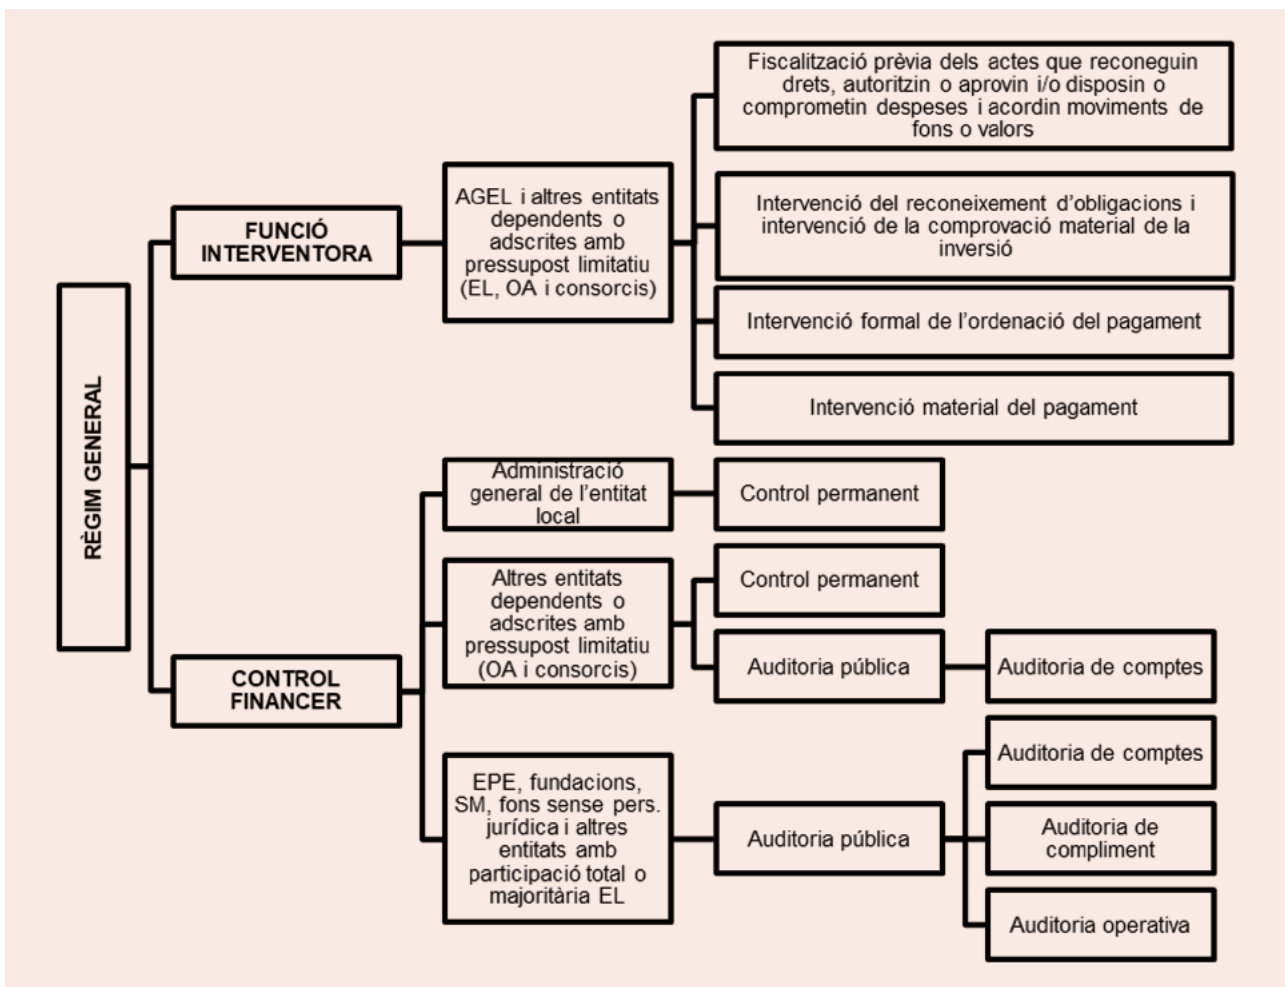 RÈGIM GENERAL
FUNCIÓ
INTERVENTORA
AGEL i altres entitats
dependents o
adscrites amb
pressupost limitatiu
(EL, OA i consorcis)
Fiscalització prèvia dels actes que reconeguin
drets, autoritzin o aprovin i/o disposin o
comprometin despeses i acordin moviments de
fons o valors
Intervenció del reconeixement d'obligacions i
intervenció de la comprovació material de la
inversió
Intervenció formal de l'ordenació del pagament
Intervenció material del pagament
CONTROL
FINANCER
Administració
general de l'entitat
local
Control permanent
Altres entitats
dependents o
adscrites amb
pressupost limitatiu
(OA i consorcis)
Control permanent
Auditoria pública
Auditoria de comptes
EPE, fundacions,
SM, fons sense pers.
jurídica i altres
entitats amb
participació total o
majoritària EL
Auditoria pública
Auditoria de comptes
Auditoria de
compliment
Auditoria operativa